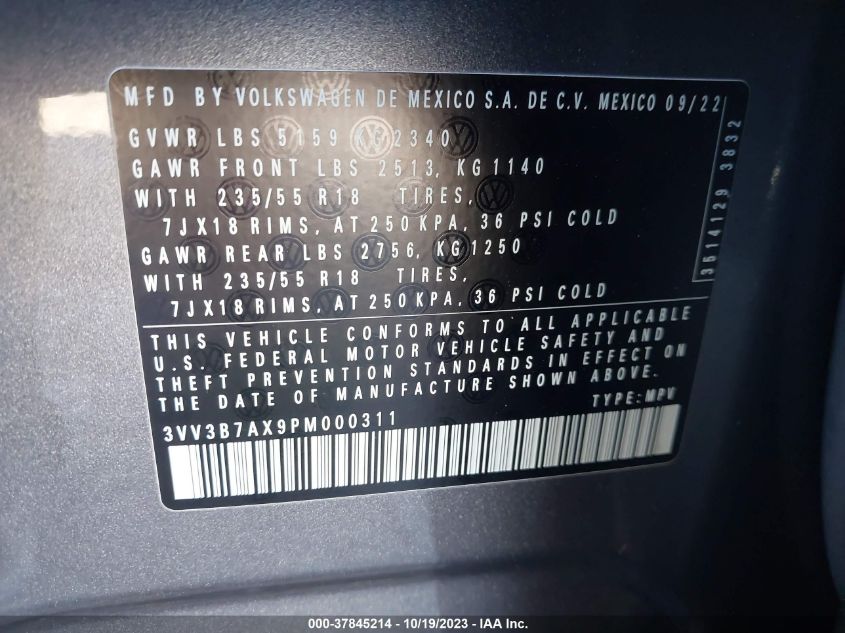 MFD BY VOLKSWAGEN DE MEXICO S.A. DE C.V. MEXICO 09/22
GVWR LBS 5159 KG 2340
GAWR FRONT LBS 2513, KG 1140
WITH 235/55 R18 TIRES,
7JX18 RIMS, AT 250 KPA, 36 PSI COLD
GAWR REAR LBS 2756, KG 1250
WITH 235/55 R18 TIRES,
7JX18 RIMS, AT 250 KPA, 36 PSI COLD
3514129 3832
THIS VEHICLE CONFORMS TO ALL APPLICABLE
U.S. FEDERAL MOTOR VEHICLE SAFETY AND
THEFT PREVENTION STANDARDS IN EFFECT ON
THE DATE OF MANUFACTURE SHOWN ABOVE.
TYPE:MPV
3VV3B7AX9PM000311
000-37845214 - 10/19/2023 - IAA Inc.